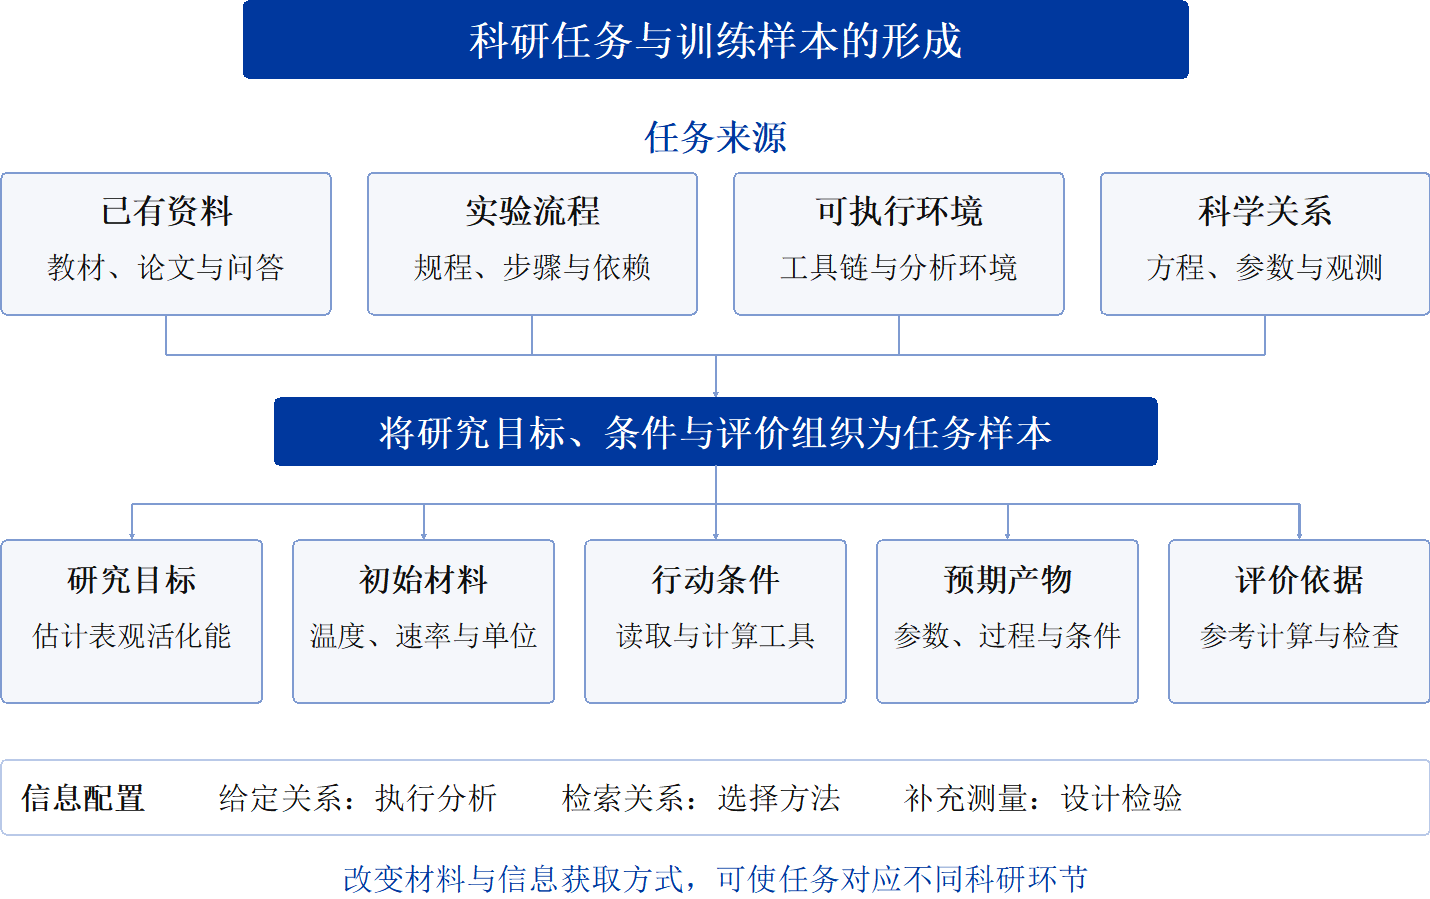 科研任务与训练样本的形成
任务来源
已有资料
教材、论文与问答
实验流程
规程、步骤与依赖
可执行环境
工具链与分析环境
科学关系
方程、参数与观测
将研究目标、条件与评价组织为任务样本
研究目标
估计表观活化能
初始材料
温度、速率与单位
行动条件
读取与计算工具
预期产物
参数、过程与条件
评价依据
参考计算与检查
信息配置 给定关系：执行分析 检索关系：选择方法 补充测量：设计检验
改变材料与信息获取方式，可使任务对应不同科研环节